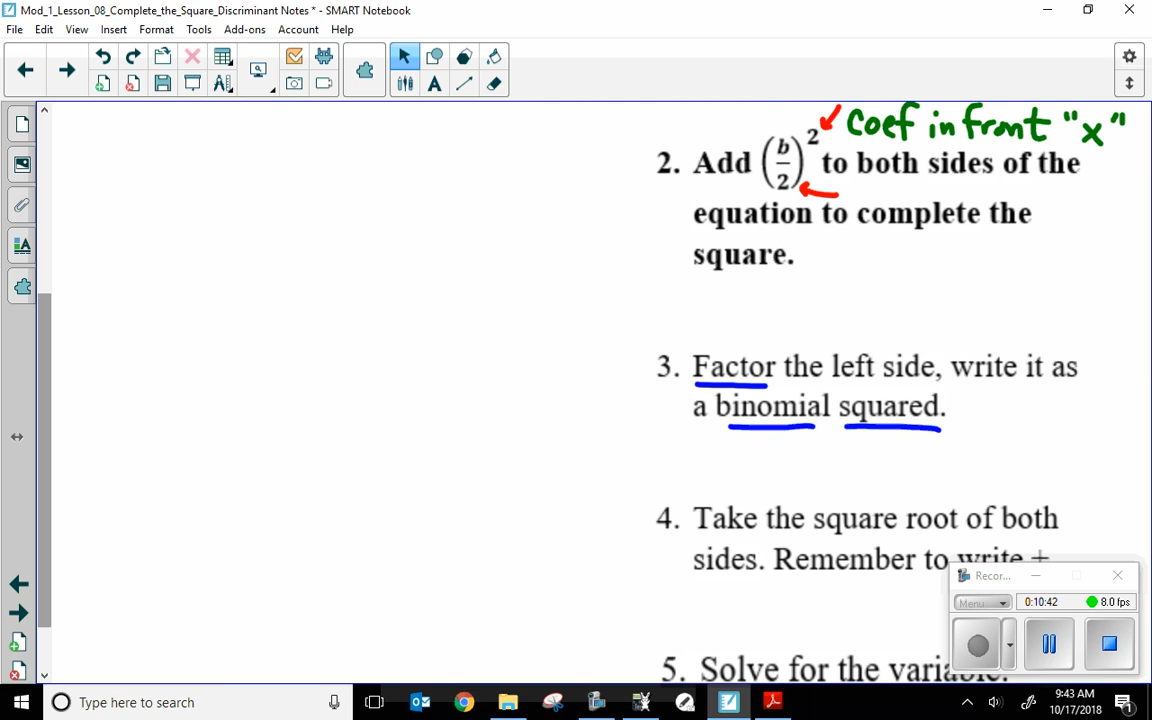 Mod_1_Lesson_08_Complete_the_Square_Discriminant Notes * - SMART Notebook
File Edit View Insert Format Tools Add-ons Account Help
Coef in front "x"
2. Add (b/2)² to both sides of the
equation to complete the
square.
3. Factor the left side, write it as
a binomial squared.
4. Take the square root of both
sides. Remember to write
Recor...
Menu 0:10:42 8.0 fps
5. Solve for the variable.
Type here to search
9:43 AM
10/17/2018
1